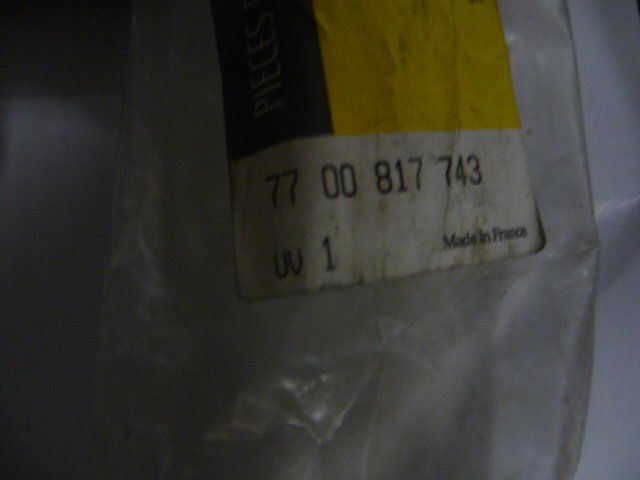 PIECES
77 00 817 743
UV 1
Made in France